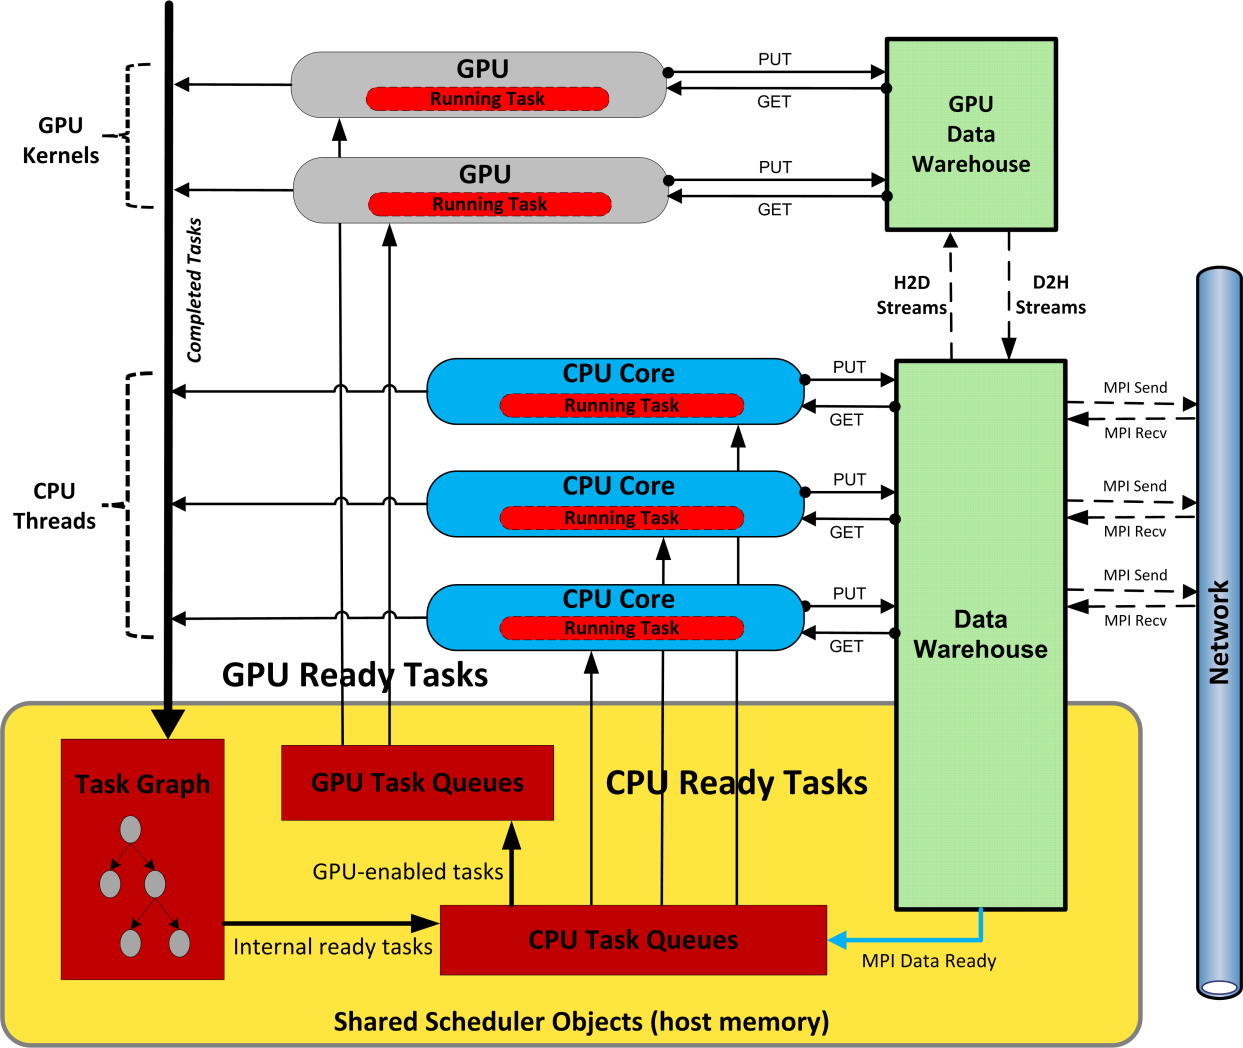 GPU
Running Task
PUT
GET
GPU
Data
Warehouse
GPU
Kernels
GPU
Running Task
PUT
GET
Completed Tasks
H2D
Streams
D2H
Streams
CPU Core
Running Task
PUT
GET
MPI Send
MPI Recv
CPU
Threads
CPU Core
Running Task
PUT
GET
MPI Send
MPI Recv
CPU Core
Running Task
PUT
GET
MPI Send
MPI Recv
Data
Warehouse
Network
GPU Ready Tasks
Task Graph
GPU Task Queues
CPU Ready Tasks
GPU-enabled tasks
Internal ready tasks
CPU Task Queues
MPI Data Ready
Shared Scheduler Objects (host memory)